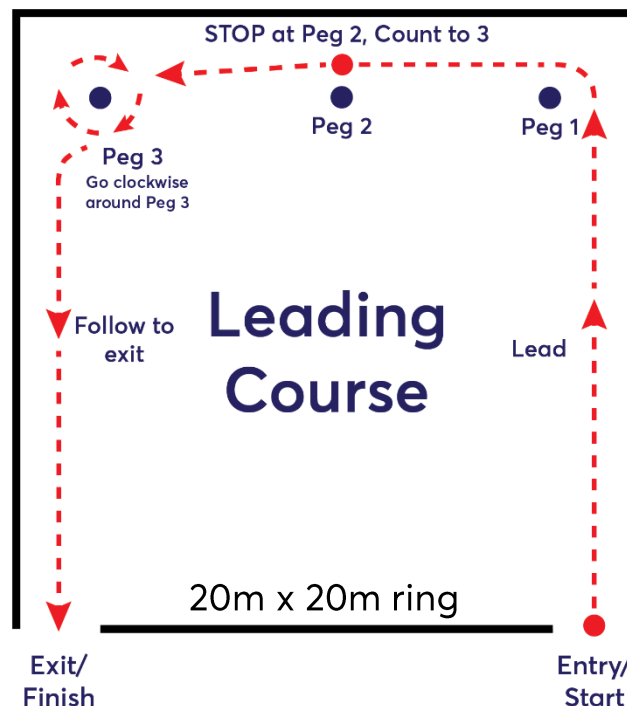 STOP at Peg 2, Count to 3
Peg 2
Peg 1
Peg 3
Go clockwise
around Peg 3
Follow to
exit
Leading
Course
Lead
20m x 20m ring
Exit/
Finish
Entry/
Start